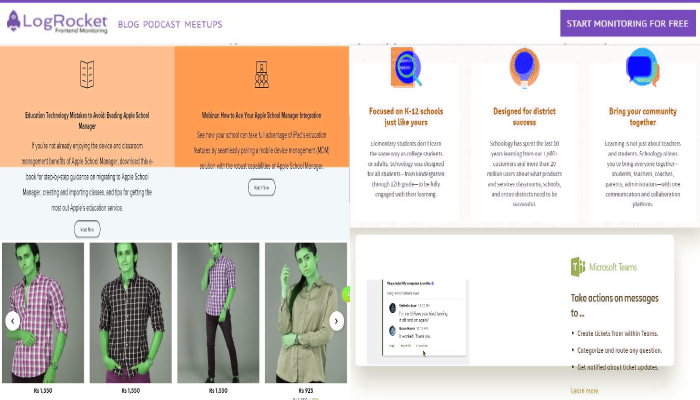 LogRocket
Frontend Monitoring
BLOG PODCAST MEETUPS
START MONITORING FOR FREE
Education Technology Mistakes to Avoid: Evading Apple School
Manager
If you're not already enjoying the device and classroom
management benefits of Apple School Manager, download this e-
book for step-by-step guidance on migrating to Apple School
Manager, creating and importing classes, and tips for getting the
most out Apple's education service.
Read Now
Webinar: How to Ace Your Apple School Manager Integration
See how your school can take full advantage of iPad's education
features by seamlessly pairing a mobile device management (MDM)
solution with the robust capabilities of Apple School Manager.
Watch Now
Rs 1,550
Rs 1,550
Rs 1,550
Rs 925
Focused on K-12 schools
just like yours
Elementary students don't learn
the same way as college students
or adults. Schoology was designed
for all students—from kindergarten
through 12th grade—to be fully
engaged with their learning.
Designed for district
success
Schoology has spent the last 10
years learning from our 1,600+
customers and more than 20
million users about what products
and services classrooms, schools,
and entire districts need to be
successful.
Bring your community
together
Learning is not just about teachers
and students. Schoology allows
you to bring everyone together—
students, teachers, coaches,
parents, administrators—with one
communication and collaboration
platform.
Microsoft Teams
Take actions on messages
to ...
• Create tickets from within Teams.
• Categorize and route any question.
• Get notified about ticket updates.
Learn more